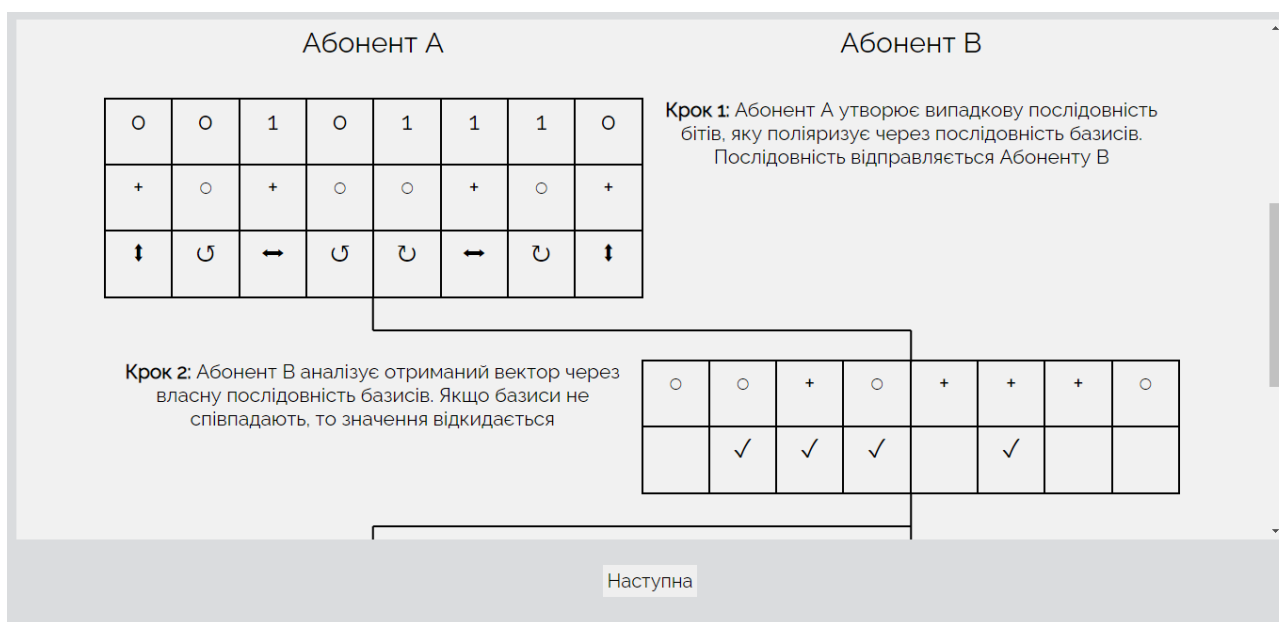 Абонент А
Абонент В
0 0 1 0 1 1 1 0
+ ○ + ○ ○ + ○ +
⬍ ↺ ⬌ ↺ ↻ ⬌ ↻ ⬍
Крок 1: Абонент А утворює випадкову послідовність
бітів, яку поляризує через послідовність базисів.
Послідовність відправляється Абоненту В
Крок 2: Абонент В аналізує отриманий вектор через
власну послідовність базисів. Якщо базиси не
співпадають, то значення відкидається
○ ○ + ○ + + + ○
✓ ✓ ✓ ✓
Наступна